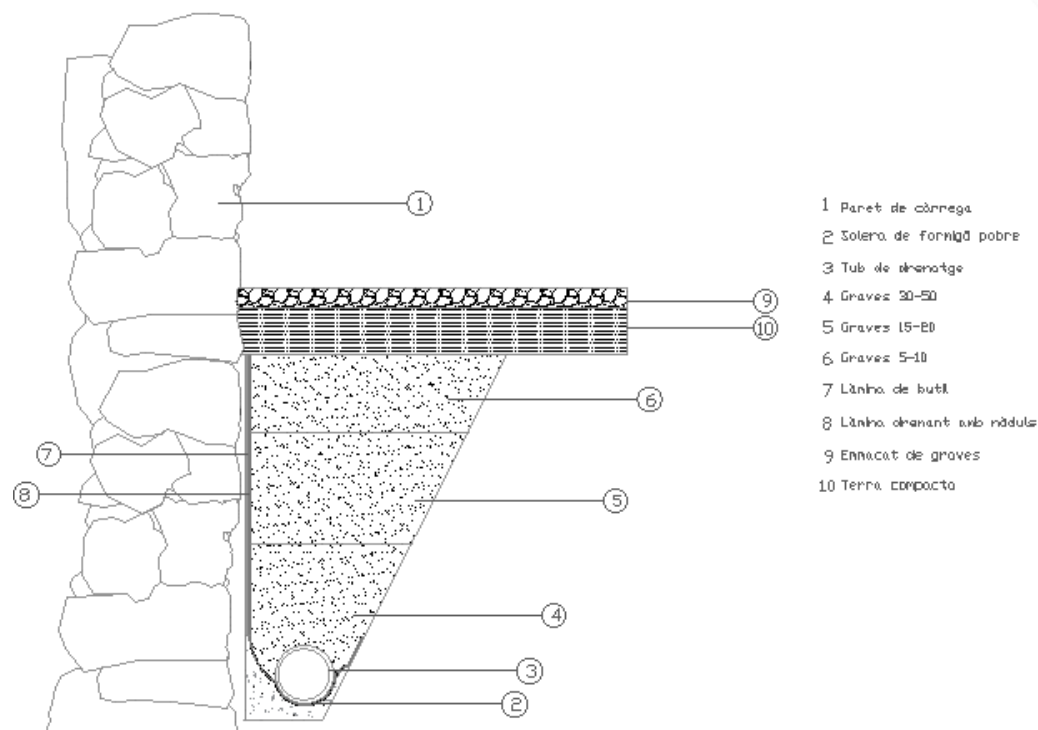 1
9
10
6
7
8
5
4
3
2
1 Paret de càrrega
2 Solera de formigó pobre
3 Tub de drenatge
4 Graves 30-50
5 Graves 15-20
6 Graves 5-10
7 Làmina de butil
8 Làmina drenant amb nòduls
9 Emmacat de graves
10 Terra compacta